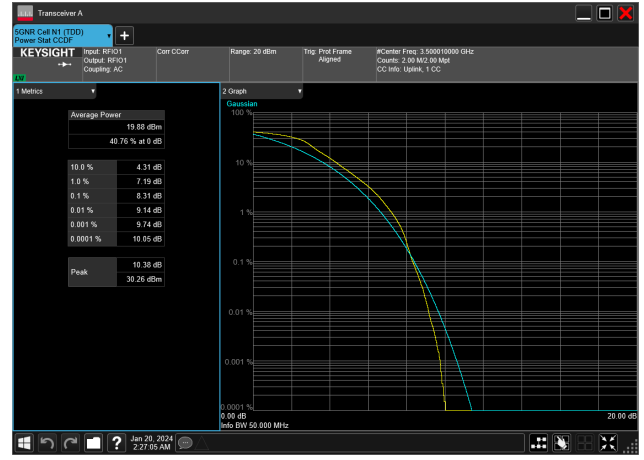 Transceiver A
5GNR Cell N1 (TDD)
Power Stat CCDF
KEYSIGHT
Input: RFIO1
Output: RFIO1
Coupling: AC
Corr CCorr
Range: 20 dBm
Trig: Prot Frame
Aligned
#Center Freq: 3.500010000 GHz
Counts: 2.00 M/2.00 Mpt
CC Info: Uplink, 1 CC
1 Metrics
Average Power
19.88 dBm
40.76 % at 0 dB
10.0 % 4.31 dB
1.0 % 7.19 dB
0.1 % 8.31 dB
0.01 % 9.14 dB
0.001 % 9.74 dB
0.0001 % 10.05 dB
Peak
10.38 dB
30.26 dBm
2 Graph
Gaussian
100 %
10 %
1 %
0.1 %
0.01 %
0.001 %
0.0001 %
0.00 dB
20.00 dB
Info BW 50.000 MHz
Jan 20, 2024
2:27:05 AM